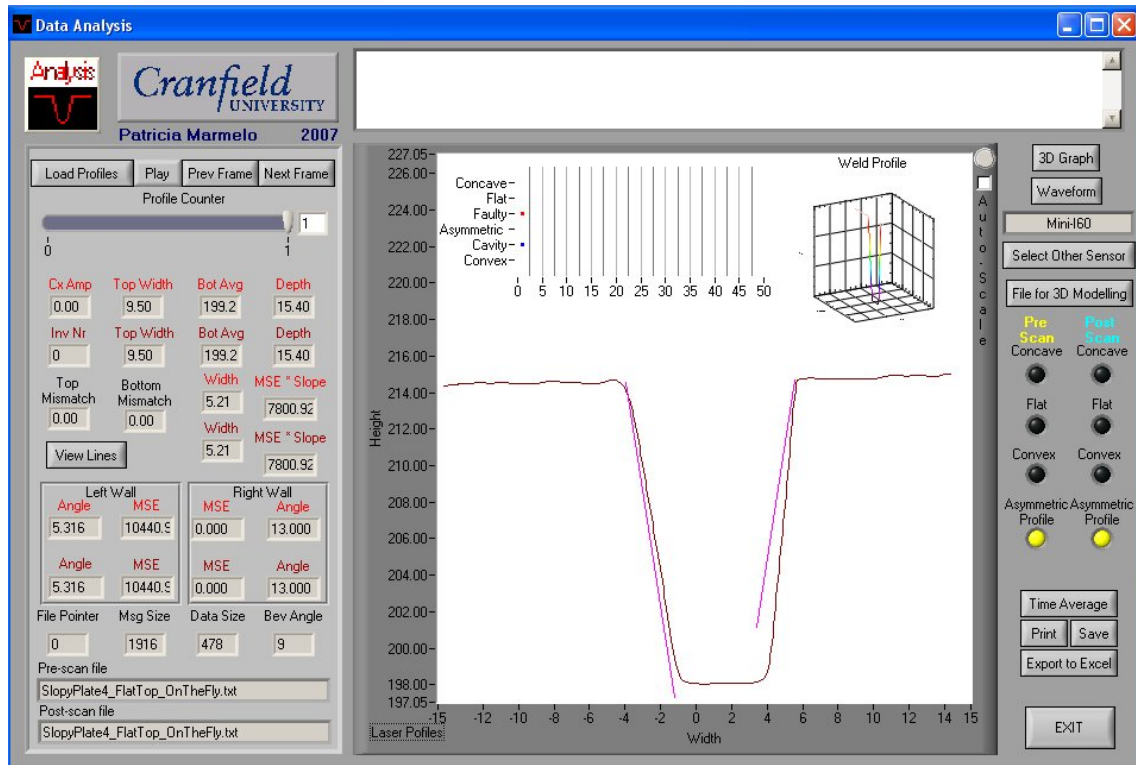 Data Analysis
Analysis
Cranfield
UNIVERSITY
Patricia Marmelo 2007
Load Profiles Play Prev Frame Next Frame
Profile Counter
1
0 1
Cx Amp Top Width Bot Avg Depth
0.00 9.50 199.2 15.40
Inv Nr Top Width Bot Avg Depth
0 9.50 199.2 15.40
Top Mismatch Bottom Mismatch Width MSE * Slope
0.00 0.00 5.21 7800.92
Width MSE * Slope
5.21 7800.92
View Lines
Left Wall Right Wall
Angle MSE MSE Angle
5.316 10440.9 0.000 13.000
Angle MSE MSE Angle
5.316 10440.9 0.000 13.000
File Pointer Msg Size Data Size Bev Angle
0 1916 478 9
Pre-scan file
SlopyPlate4_FlatTop_OnTheFly.txt
Post-scan file
SlopyPlate4_FlatTop_OnTheFly.txt
227.05
226.00
224.00
222.00
220.00
218.00
216.00
214.00
212.00
210.00
208.00
206.00
204.00
202.00
200.00
198.00
197.05
Height
-15 -12 -10 -8 -6 -4 -2 0 2 4 6 8 10 12 14 15
Width
Laser Pofiles
Concave
Flat
Faulty
Asymmetric
Cavity
Convex
0 5 10 15 20 25 30 35 40 45 50
Weld Profile
Auto-Scale
3D Graph
Waveform
Mini-I60
Select Other Sensor
File for 3D Modelling
Pre Scan Post Scan
Concave Concave
Flat Flat
Convex Convex
Asymmetric Profile Asymmetric Profile
Time Average
Print Save
Export to Excel
EXIT